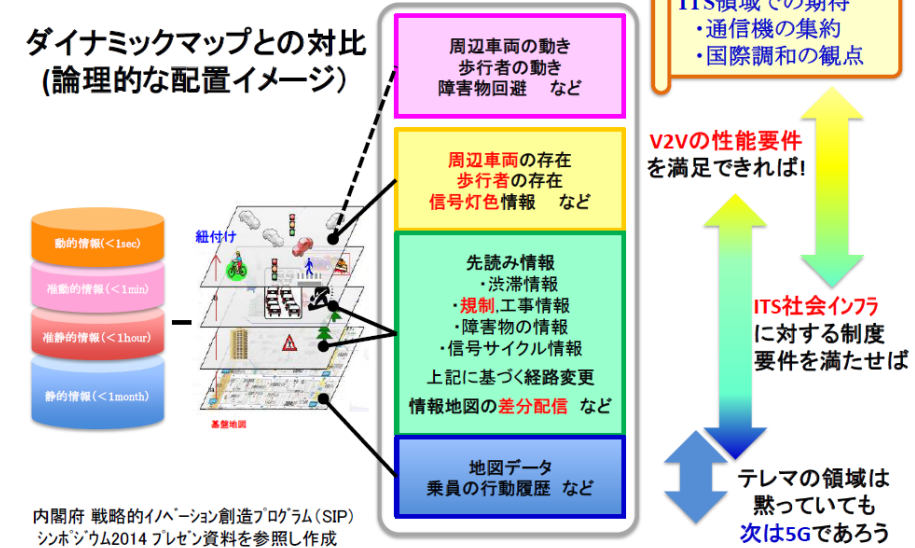 ダイナミックマップとの対比
(論理的な配置イメージ)
動的情報(<1sec)
准動的情報(<1min)
准静的情報(<1hour)
静的情報(<1month)
紐付け
基盤地図
内閣府 戦略的イノベーション創造プログラム(SIP)
シンポジウム2014 プレゼン資料を参照し作成
周辺車両の動き
歩行者の動き
障害物回避 など
周辺車両の存在
歩行者の存在
信号灯色情報 など
先読み情報
・渋滞情報
・規制,工事情報
・障害物の情報
・信号サイクル情報
上記に基づく経路変更
情報地図の差分配信 など
地図データ
乗員の行動履歴 など
ITS領域での期待
・通信機の集約
・国際調和の観点
V2Vの性能要件
を満足できれば!
ITS社会インフラ
に対する制度
要件を満たせば
テレマの領域は
黙っていても
次は5Gであろう